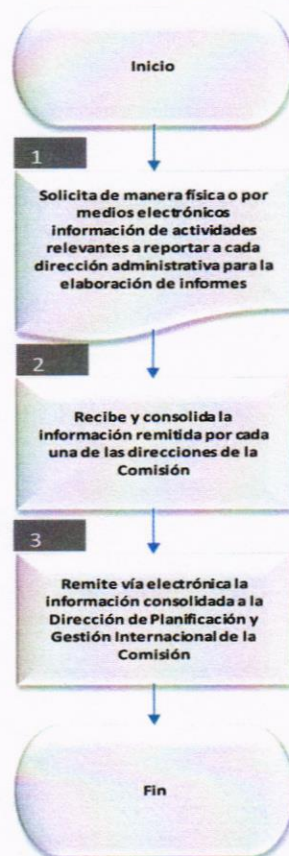 Inicio
1
Solicita de manera física o por
medios electrónicos
información de actividades
relevantes a reportar a cada
dirección administrativa para la
elaboración de informes
2
Recibe y consolida la
información remitida por cada
una de las direcciones de la
Comisión
3
Remite vía electrónica la
información consolidada a la
Dirección de Planificación y
Gestión Internacional de la
Comisión
Fin